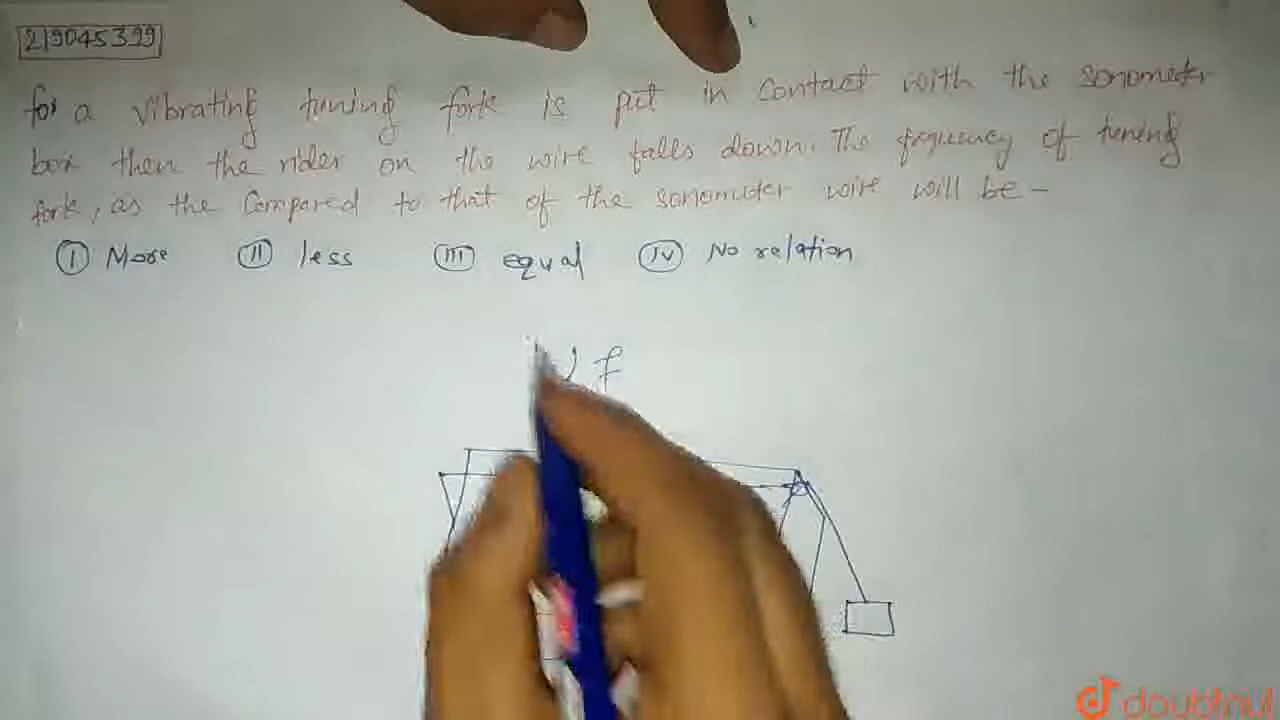 219045399
for a vibrating tuning fork is put in contact with the sonometer
box then the rider on the wire falls down. The frequency of tuning
fork, as the compared to that of the sonometer wire will be -
I More II less III equal IV No relation
f
doubtnut